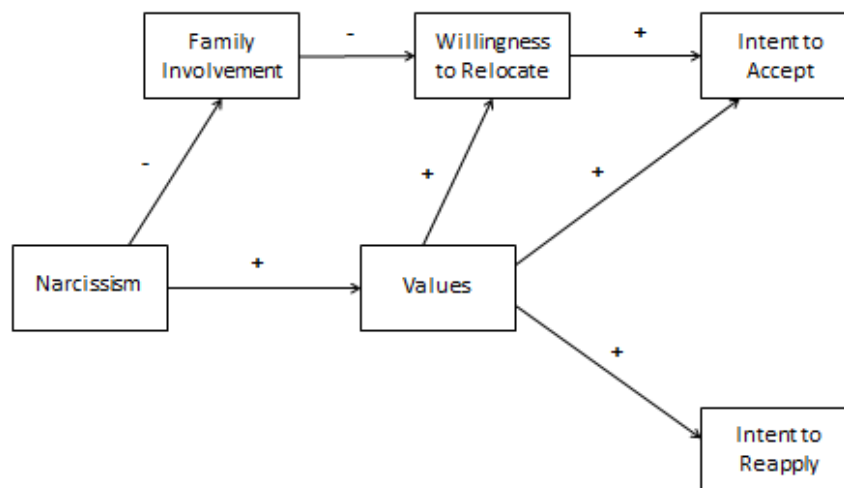 Family
Involvement
-
Willingness
to Relocate
+
Intent to
Accept
-
+
+
Narcissism
+
Values
+
Intent to
Reapply